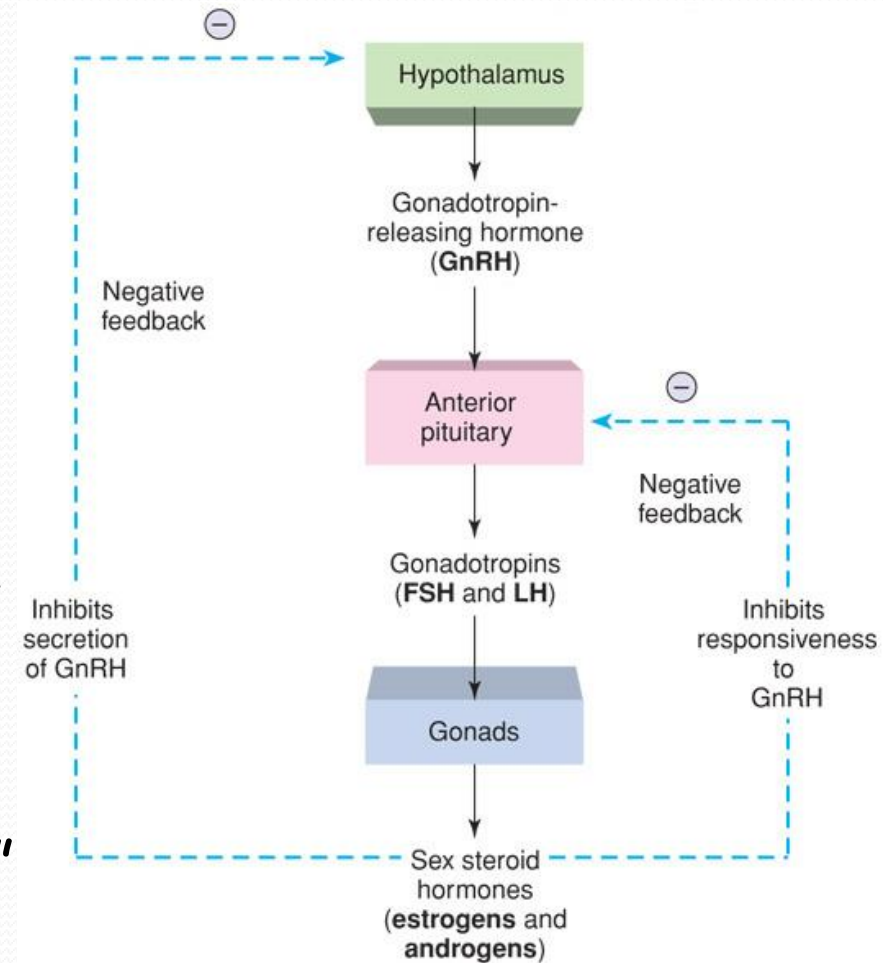 −
Hypothalamus
Gonadotropin-
releasing hormone
(GnRH)
Negative
feedback
−
Anterior
pituitary
Negative
feedback
Gonadotropins
(FSH and LH)
Inhibits
secretion
of GnRH
Inhibits
responsiveness
to
GnRH
Gonads
"
Sex steroid
hormones
(estrogens and
androgens)